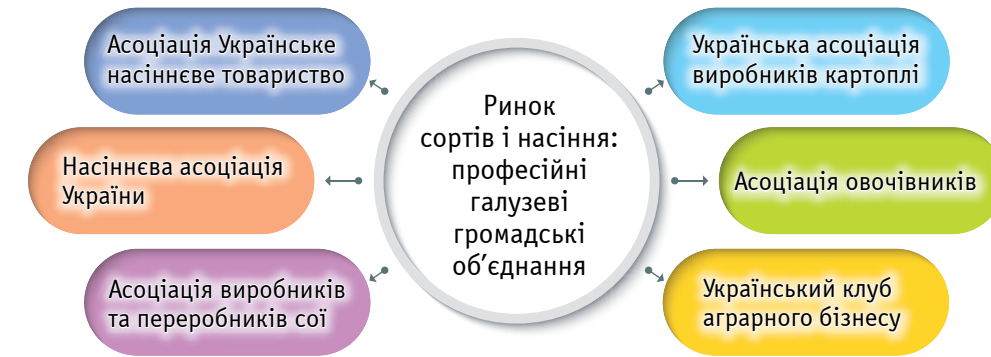 Асоціація Українське
насіннєве товариство
Насіннєва асоціація
України
Асоціація виробників
та переробників сої
Ринок
сортів і насіння:
професійні
галузеві
громадські
об’єднання
Українська асоціація
виробників картоплі
Асоціація овочівників
Український клуб
аграрного бізнесу